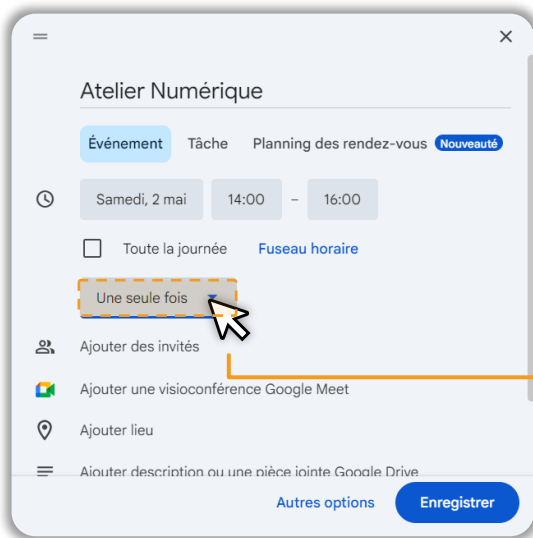 Atelier Numérique
Événement Tâche Planning des rendez-vous Nouveauté
Samedi, 2 mai 14:00 – 16:00
Toute la journée Fuseau horaire
Une seule fois
Ajouter des invités
Ajouter une visioconférence Google Meet
Ajouter lieu
Ajouter description ou une pièce jointe Google Drive
Autres options Enregistrer